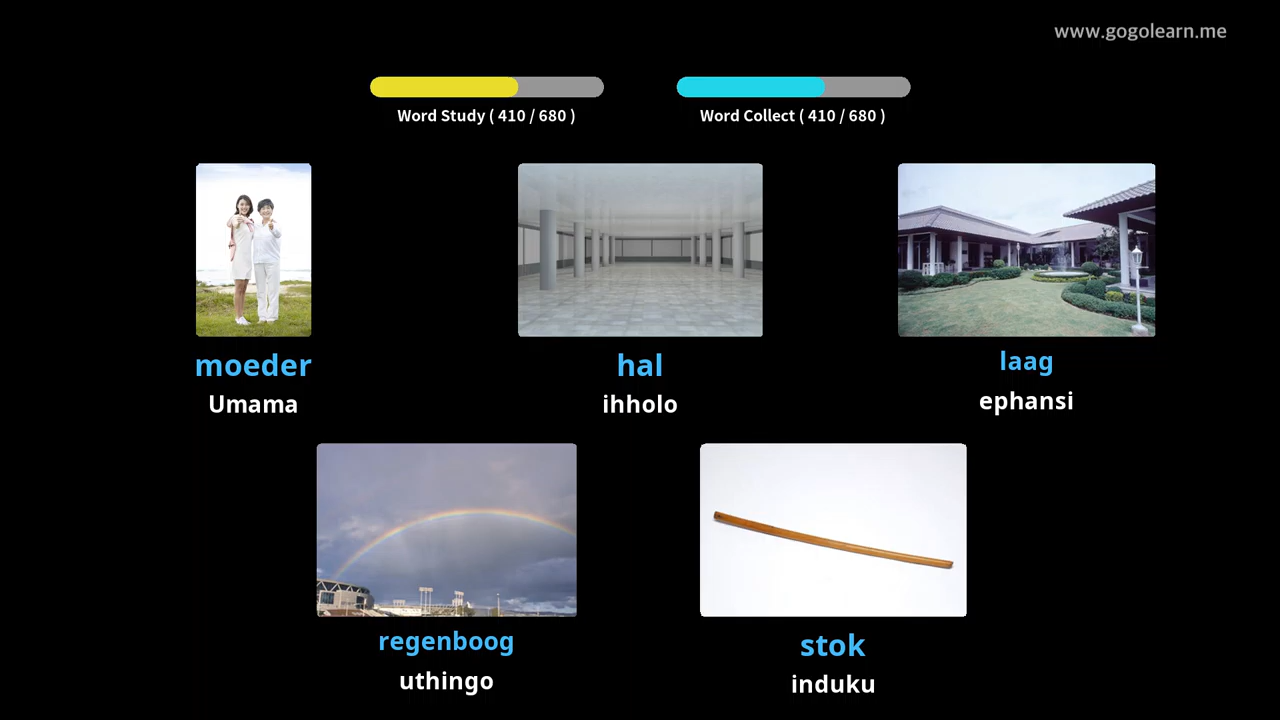 www.gogolearn.me
Word Study ( 410 / 680 )
Word Collect ( 410 / 680 )
moeder
Umama
hal
ihholo
laag
ephansi
regenboog
uthingo
stok
induku